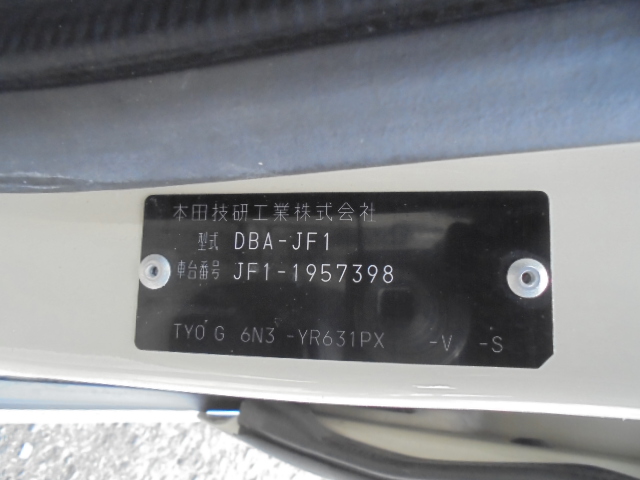 本田技研工業株式会社
型式 DBA-JF1
車台番号 JF1-1957398
TYO G 6N3 -YR631PX -V -S